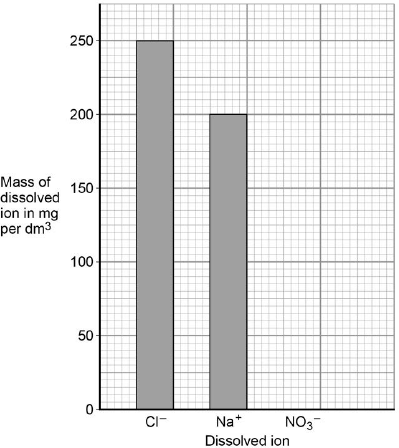 250
200
Mass of
dissolved
ion in mg
per dm³
150
100
50
0
Cl⁻ Na⁺ NO₃⁻
Dissolved ion